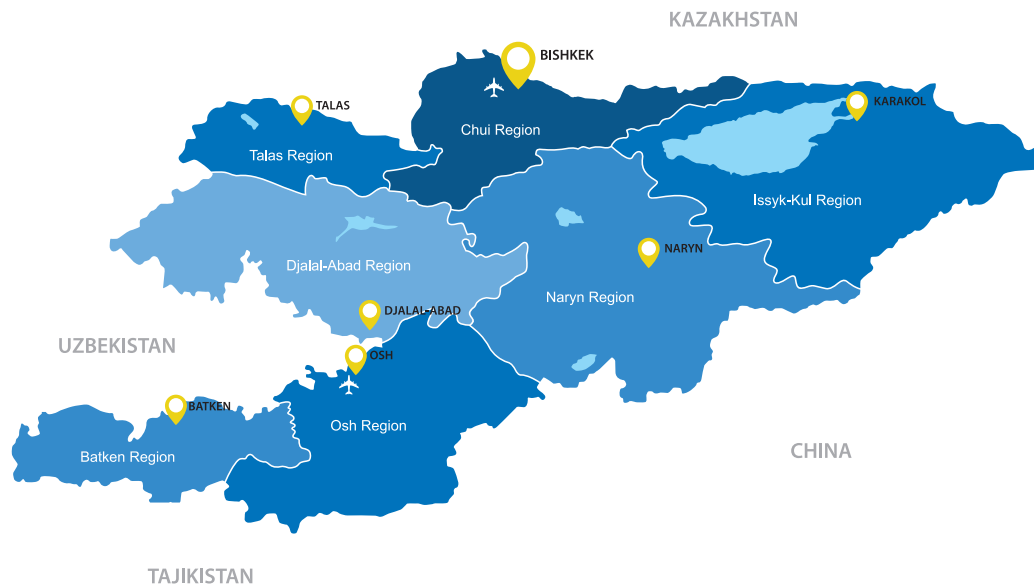 KAZAKHSTAN
BISHKEK
TALAS
KARAKOL
Chui Region
Talas Region
Issyk-Kul Region
NARYN
Djalal-Abad Region
Naryn Region
DJALAL-ABAD
UZBEKISTAN
OSH
BATKEN
Osh Region
Batken Region
CHINA
TAJIKISTAN